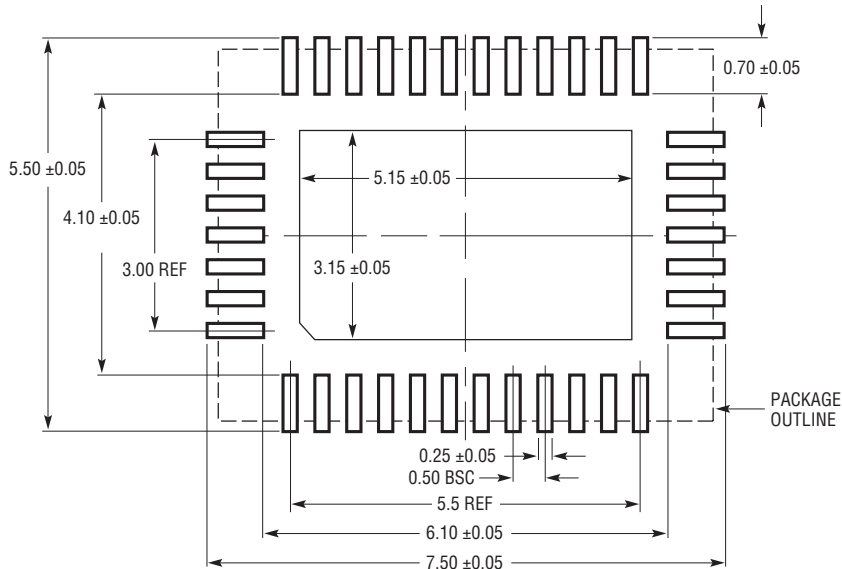 0.70 ±0.05
5.50 ±0.05
5.15 ±0.05
4.10 ±0.05
3.00 REF
3.15 ±0.05
PACKAGE
OUTLINE
0.25 ±0.05
0.50 BSC
5.5 REF
6.10 ±0.05
7.50 ±0.05